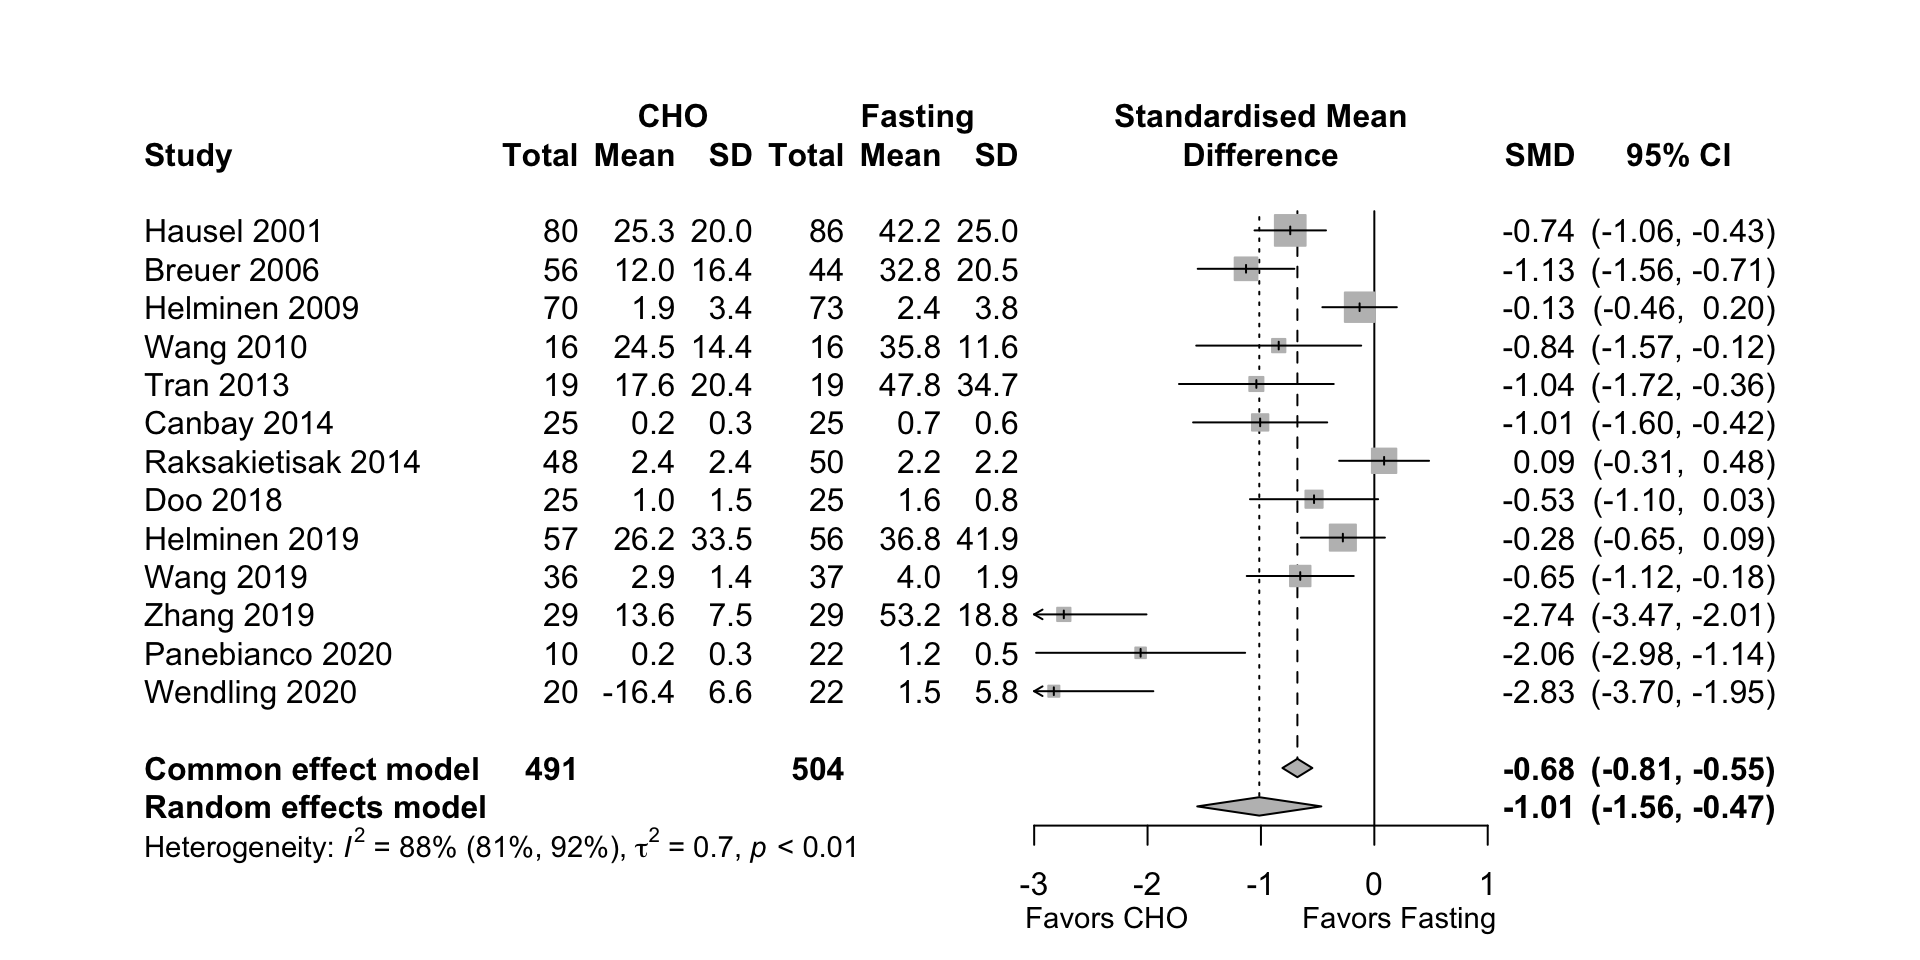 CHO Fasting Standardised Mean
Study Total Mean SD Total Mean SD Difference SMD 95% CI
Hausel 2001 80 25.3 20.0 86 42.2 25.0 -0.74 (-1.06, -0.43)
Breuer 2006 56 12.0 16.4 44 32.8 20.5 -1.13 (-1.56, -0.71)
Helminen 2009 70 1.9 3.4 73 2.4 3.8 -0.13 (-0.46, 0.20)
Wang 2010 16 24.5 14.4 16 35.8 11.6 -0.84 (-1.57, -0.12)
Tran 2013 19 17.6 20.4 19 47.8 34.7 -1.04 (-1.72, -0.36)
Canbay 2014 25 0.2 0.3 25 0.7 0.6 -1.01 (-1.60, -0.42)
Raksakietisak 2014 48 2.4 2.4 50 2.2 2.2 0.09 (-0.31, 0.48)
Doo 2018 25 1.0 1.5 25 1.6 0.8 -0.53 (-1.10, 0.03)
Helminen 2019 57 26.2 33.5 56 36.8 41.9 -0.28 (-0.65, 0.09)
Wang 2019 36 2.9 1.4 37 4.0 1.9 -0.65 (-1.12, -0.18)
Zhang 2019 29 13.6 7.5 29 53.2 18.8 -2.74 (-3.47, -2.01)
Panebianco 2020 10 0.2 0.3 22 1.2 0.5 -2.06 (-2.98, -1.14)
Wendling 2020 20 -16.4 6.6 22 1.5 5.8 -2.83 (-3.70, -1.95)
Common effect model 491 504 -0.68 (-0.81, -0.55)
Random effects model -1.01 (-1.56, -0.47)
Heterogeneity: I² = 88% (81%, 92%), τ² = 0.7, p < 0.01
-3 -2 -1 0 1
Favors CHO Favors Fasting